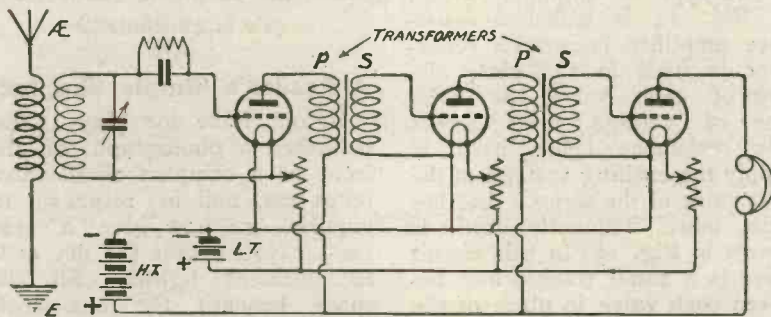 Æ
TRANSFORMERS
P S
P S
- H.T. +
- L.T. +
E